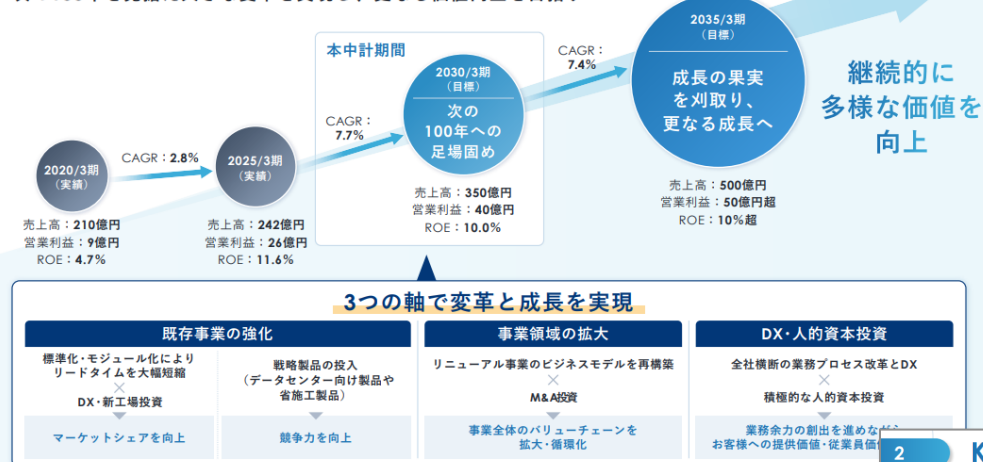 本中計期間
2020/3期
（実績）
売上高：210億円
営業利益：9億円
ROE：4.7%
CAGR：2.8%
2025/3期
（実績）
売上高：242億円
営業利益：26億円
ROE：11.6%
CAGR：
7.7%
2030/3期
（目標）
次の
100年への
足場固め
売上高：350億円
営業利益：40億円
ROE：10.0%
CAGR：
7.4%
2035/3期
（目標）
成長の果実
を刈取り、
更なる成長へ
売上高：500億円
営業利益：50億円超
ROE：10%超
継続的に
多様な価値を
向上
3つの軸で変革と成長を実現
既存事業の強化
標準化・モジュール化により
リードタイムを大幅短縮
×
DX・新工場投資
マーケットシェアを向上
戦略製品の投入
（データセンター向け製品や
省施工製品）
競争力を向上
事業領域の拡大
リニューアル事業のビジネスモデルを再構築
×
M&A投資
事業全体のバリューチェーンを
拡大・循環化
DX・人的資本投資
全社横断の業務プロセス改革とDX
×
積極的な人的資本投資
業務余力の創出を進めながら
お客様への提供価値・従業員価
2
K